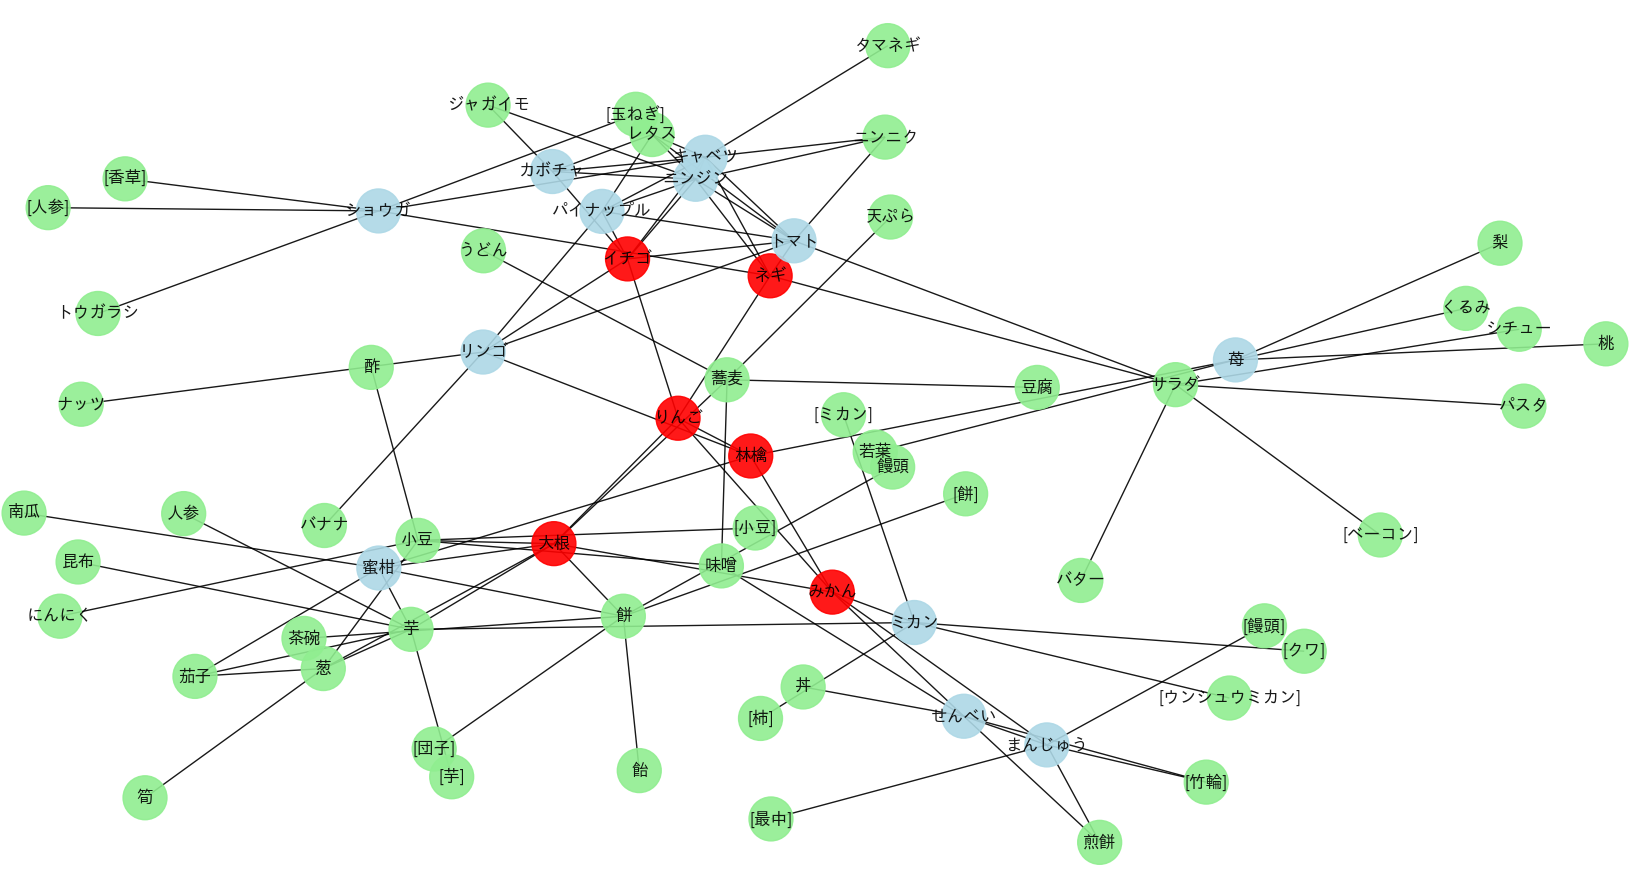 タマネギ
ジャガイモ
[玉ねぎ]
レタス
ニンニク
キャベツ
カボチャ
ニンジン
[香草]
[人参]
ショウガ
パイナップル
天ぷら
うどん
トマト
梨
イチゴ
ネギ
くるみ
トウガラシ
シチュー
桃
リンゴ
苺
酢
蕎麦
サラダ
豆腐
ナッツ
パスタ
りんご
[ミカン]
林檎
若葉
饅頭
[餅]
南瓜
人参
バナナ
[小豆]
[ベーコン]
小豆
大根
昆布
蜜柑
味噌
バター
みかん
にんにく
餅
ミカン
[饅頭]
芋
茶碗
[クワ]
葱
茄子
丼
[ウンシュウミカン]
[柿]
せんべい
まんじゅう
[団子]
飴
[芋]
[竹輪]
筍
[最中]
煎餅